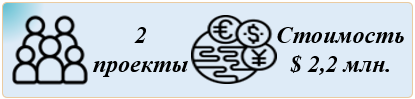 2
проекты
€ $
¥
Стоимость
$ 2,2 млн.